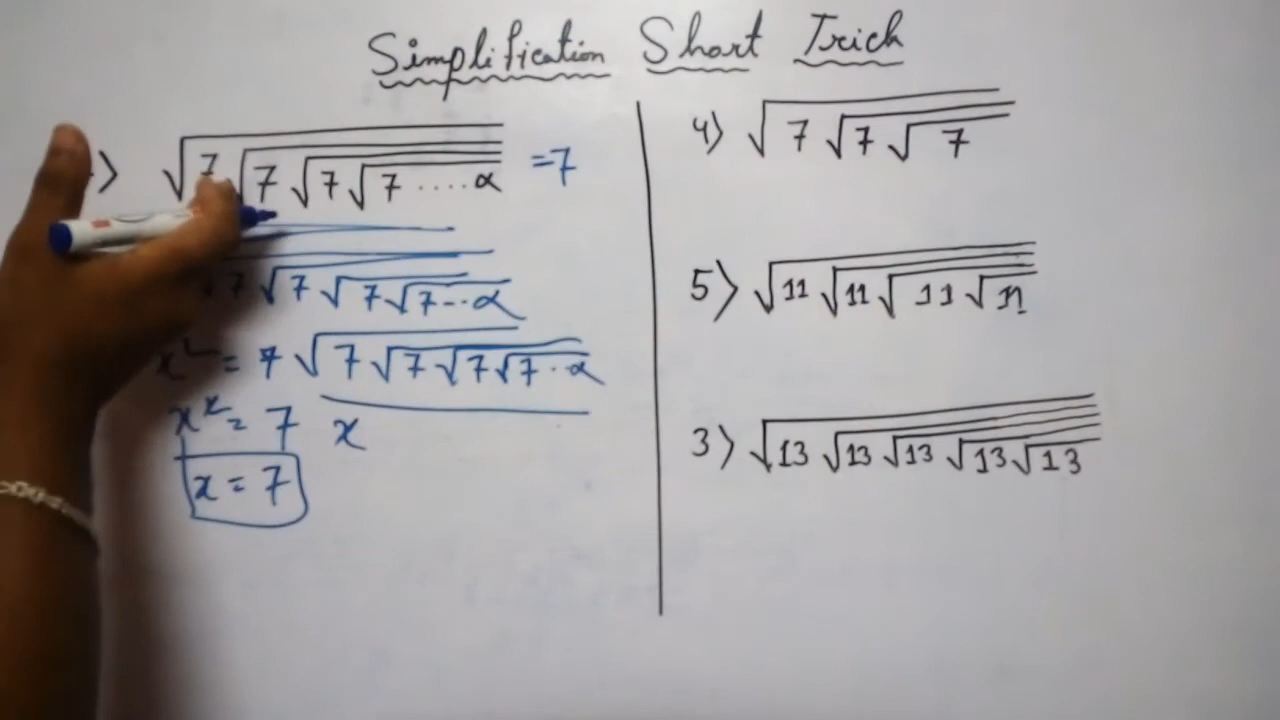 Simplification Short Trick
> √7√7√7√7 ....α =7
7√7√7√7--α
x² = 7√7√7√7√7.α
x² = 7 x
x = 7
4> √7√7√7
5> √11√11√11√11
3> √13√13√13√13√13